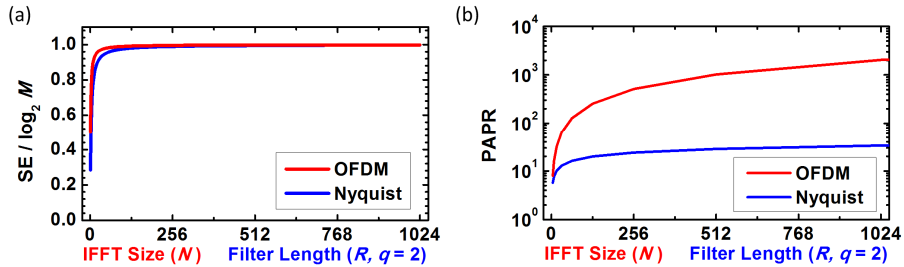 (a)
SE / log2 M
1.0
0.8
0.6
0.4
0.2
0.0
OFDM
Nyquist
0 256 512 768 1024
IFFT Size (N) Filter Length (R, q = 2)
(b)
PAPR
10^4
10^3
10^2
10^1
10^0
OFDM
Nyquist
0 256 512 768 1024
IFFT Size (N) Filter Length (R, q = 2)